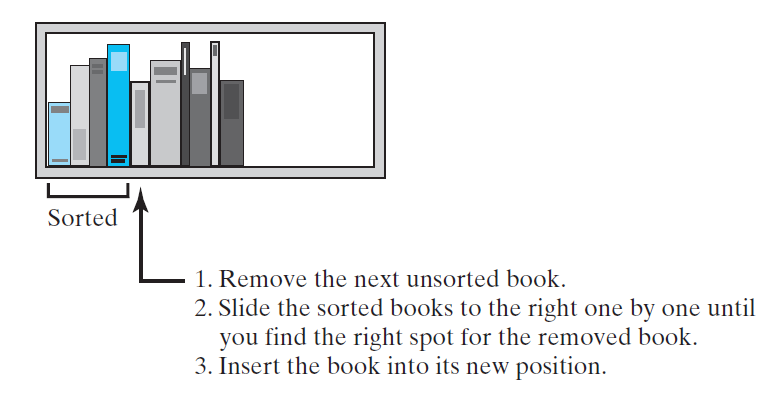 Sorted
1. Remove the next unsorted book.
2. Slide the sorted books to the right one by one until
you find the right spot for the removed book.
3. Insert the book into its new position.